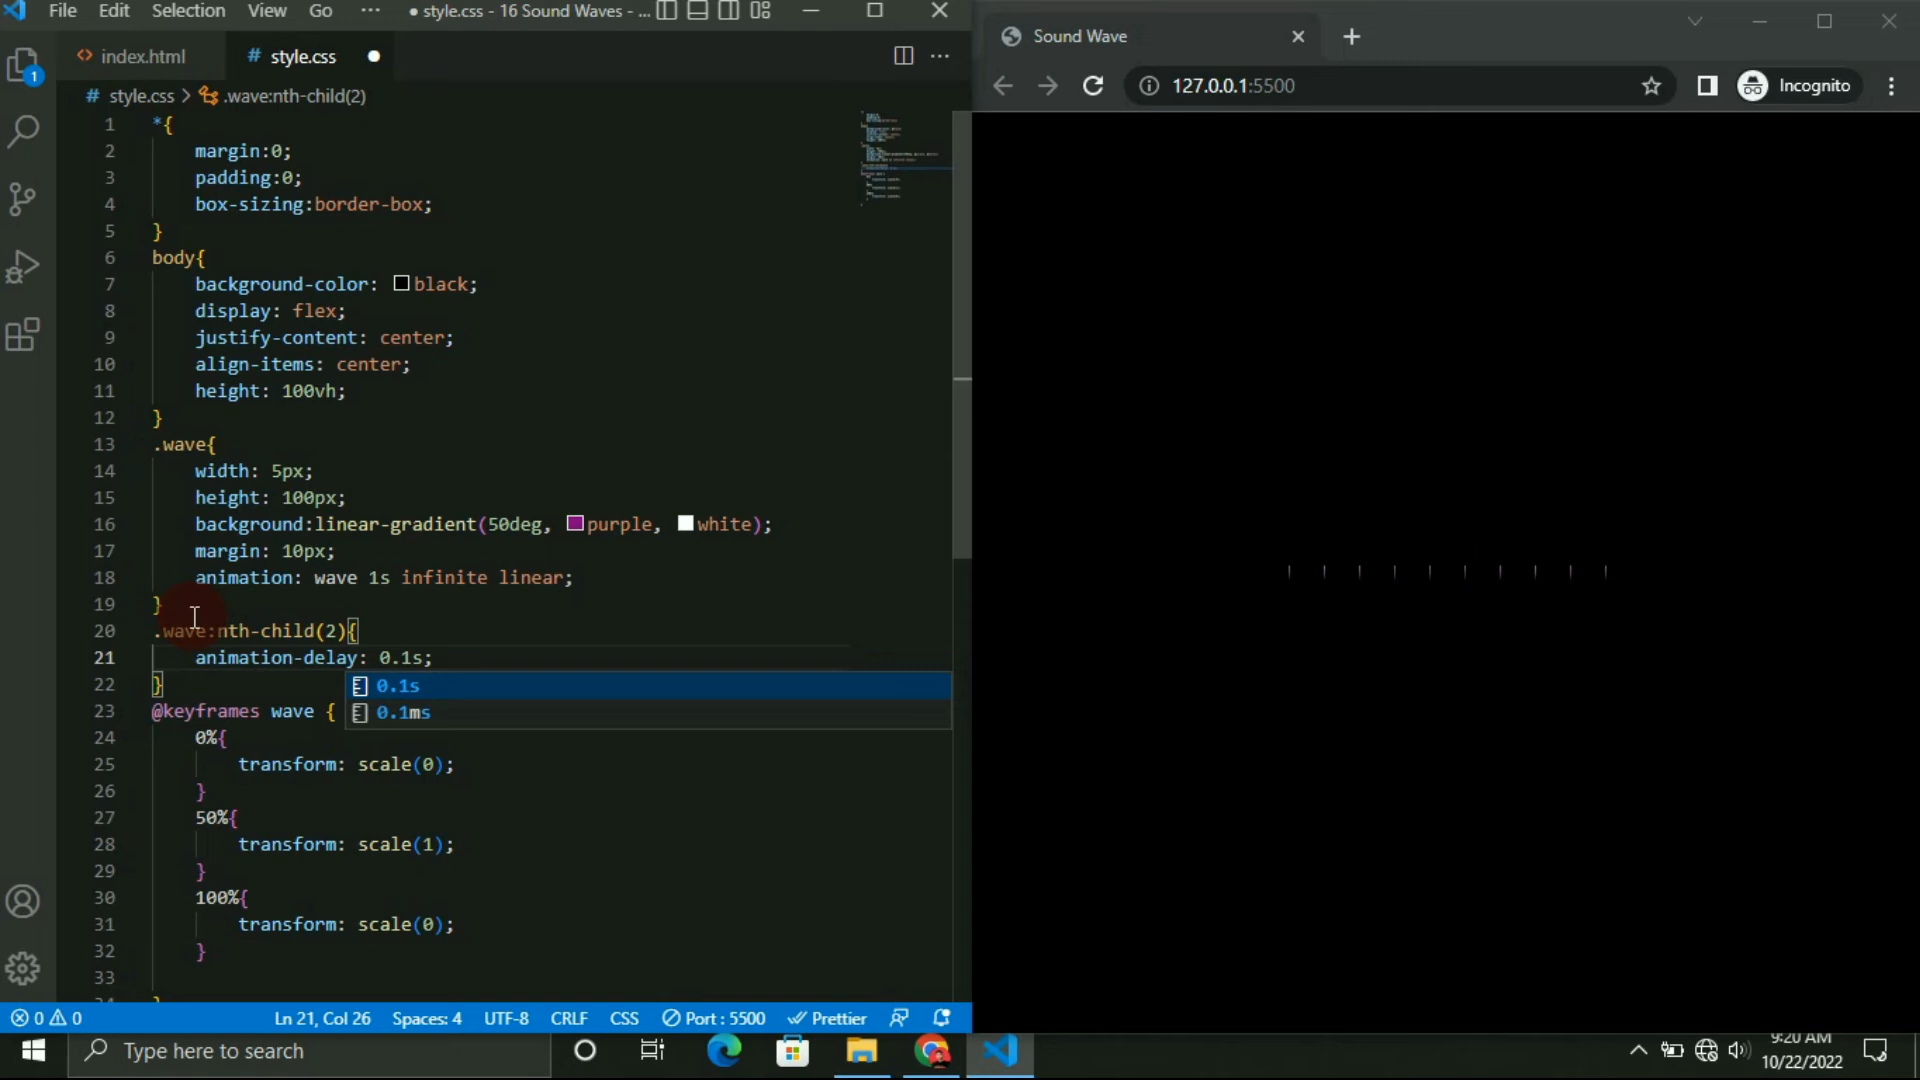 File Edit Selection View Go ··· ● style.css - 16 Sound Waves - ...
index.html
# style.css ●
# style.css > .wave:nth-child(2)
1 *{
2 margin:0;
3 padding:0;
4 box-sizing:border-box;
5 }
6 body{
7 background-color: black;
8 display: flex;
9 justify-content: center;
10 align-items: center;
11 height: 100vh;
12 }
13 .wave{
14 width: 5px;
15 height: 100px;
16 background:linear-gradient(50deg, purple, white);
17 margin: 10px;
18 animation: wave 1s infinite linear;
19 }
20 .wave:nth-child(2){
21 animation-delay: 0.1s;
22 }
0.1s
0.1ms
23 @keyframes wave {
24 0%{
25 transform: scale(0);
26 }
27 50%{
28 transform: scale(1);
29 }
30 100%{
31 transform: scale(0);
32 }
33
1
0 0 Ln 21, Col 26 Spaces: 4 UTF-8 CRLF CSS Port : 5500 Prettier
Sound Wave
127.0.0.1:5500
Incognito
Type here to search
9:20 AM
10/22/2022